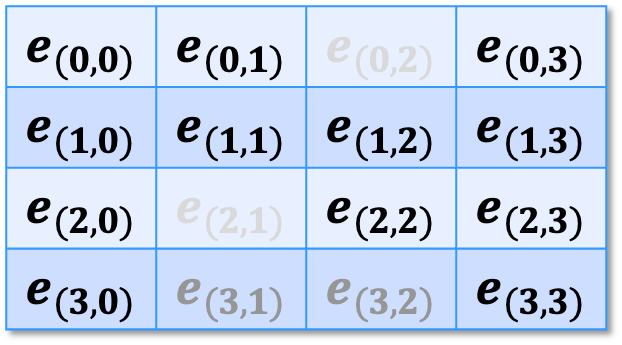 e(0,0) e(0,1) e(0,2) e(0,3)
e(1,0) e(1,1) e(1,2) e(1,3)
e(2,0) e(2,1) e(2,2) e(2,3)
e(3,0) e(3,1) e(3,2) e(3,3)